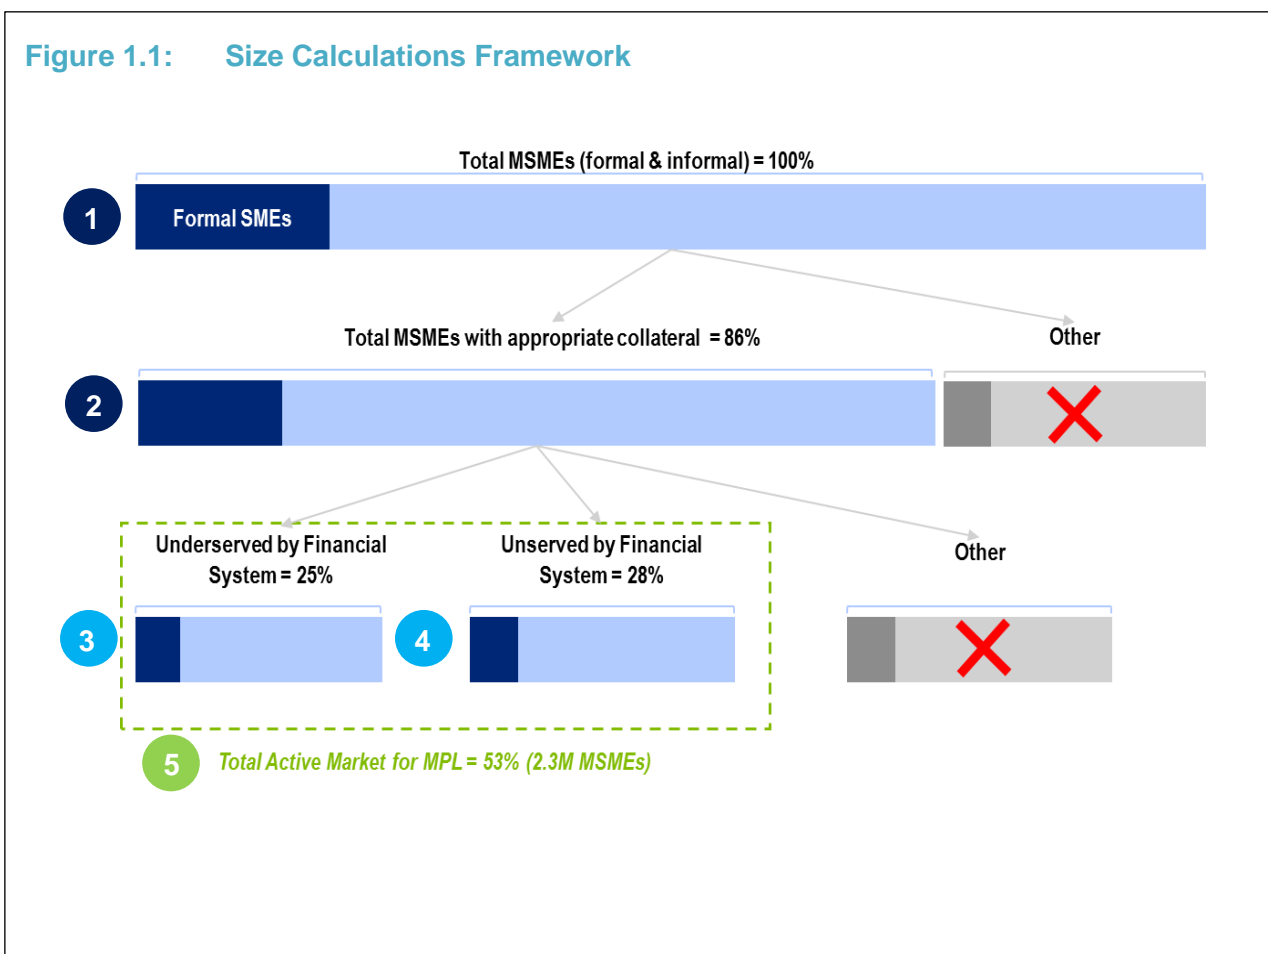 Figure 1.1: Size Calculations Framework
Total MSMEs (formal & informal) = 100%
1
Formal SMEs
Total MSMEs with appropriate collateral = 86%
Other
2
Underserved by Financial
System = 25%
Unserved by Financial
System = 28%
Other
3
4
5
Total Active Market for MPL = 53% (2.3M MSMEs)